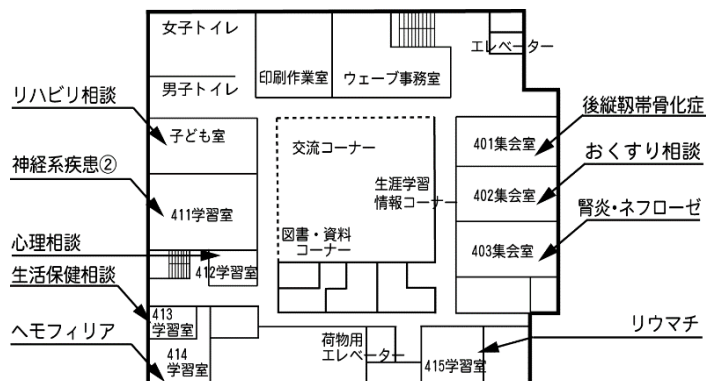 女子トイレ
男子トイレ
印刷作業室
ウェーブ事務室
エレベーター
リハビリ相談
子ども室
神経系疾患②
411学習室
心理相談
412学習室
生活保健相談
413
学習室
ヘモフィリア
414
学習室
交流コーナー
生涯学習
情報コーナー
図書・資料
コーナー
荷物用
エレベーター
415学習室
後縦靱帯骨化症
401集会室
おくすり相談
402集会室
腎炎・ネフローゼ
403集会室
リウマチ